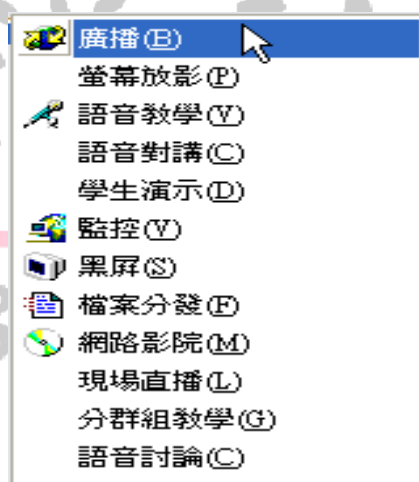 廣播(B)
螢幕放影(P)
語音教學(V)
語音對講(C)
學生演示(D)
監控(V)
黑屏(S)
檔案分發(F)
網路影院(M)
現場直播(L)
分群組教學(G)
語音討論(C)